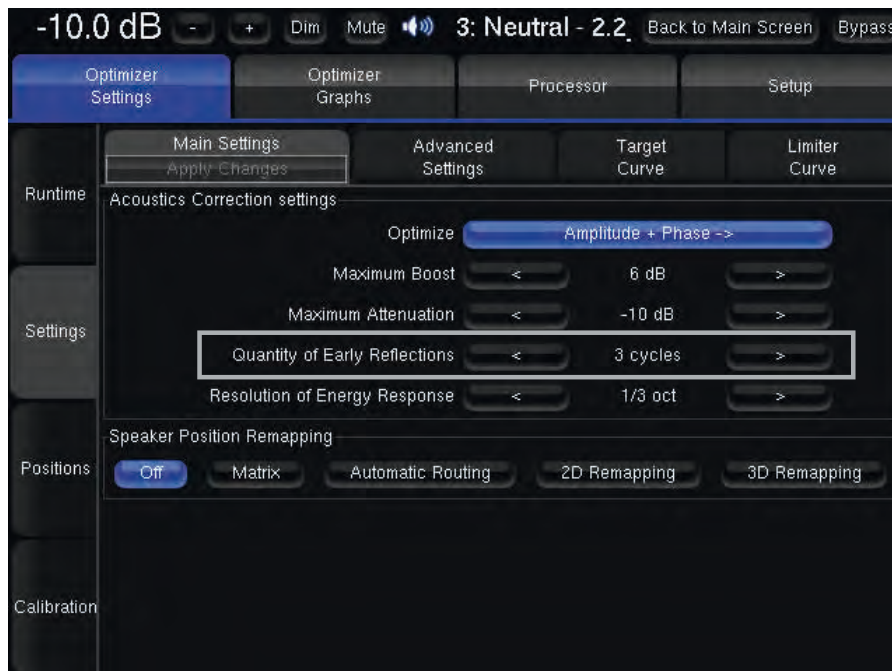 -10.0 dB - + Dim Mute 3: Neutral - 2.2. Back to Main Screen Bypass
Optimizer Settings
Optimizer Graphs
Processor
Setup
Main Settings
Apply Changes
Advanced Settings
Target Curve
Limiter Curve
Runtime
Acoustics Correction settings
Optimize Amplitude + Phase ->
Maximum Boost < 6 dB >
Maximum Attenuation < -10 dB >
Settings
Quantity of Early Reflections < 3 cycles >
Resolution of Energy Response < 1/3 oct >
Speaker Position Remapping
Positions
Off Matrix Automatic Routing 2D Remapping 3D Remapping
Calibration